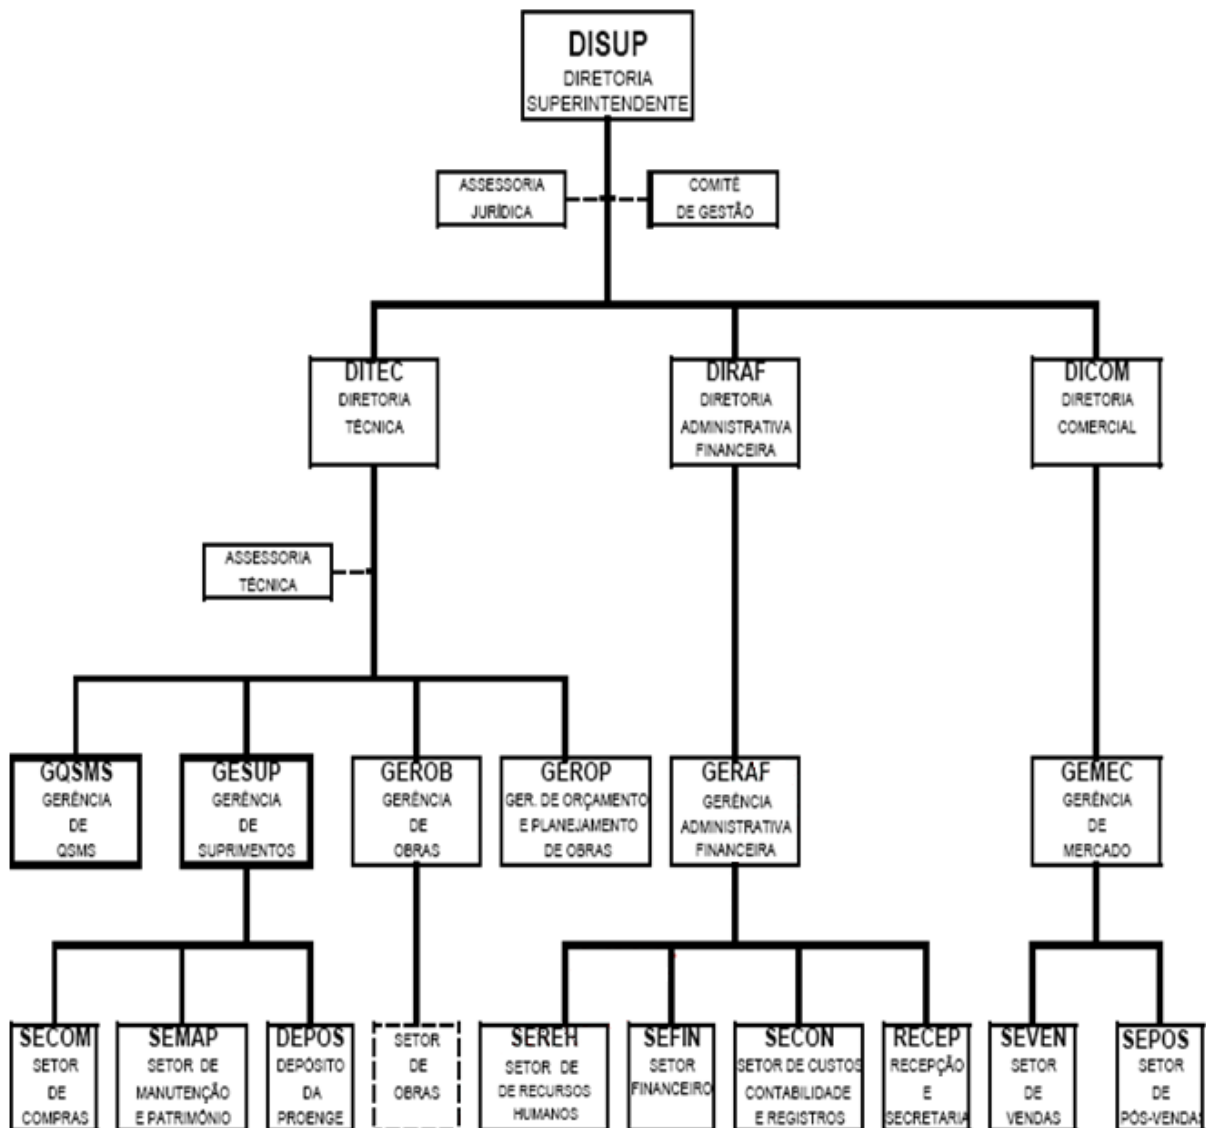 DISUP
DIRETORIA
SUPERINTENDENTE
ASSESSORIA
JURÍDICA
COMITÊ
DE GESTÃO
DITEC
DIRETORIA
TÉCNICA
DIRAF
DIRETORIA
ADMINISTRATIVA
FINANCEIRA
DICOM
DIRETORIA
COMERCIAL
ASSESSORIA
TÉCNICA
GQSMS
GERÊNCIA
DE
QSMS
GESUP
GERÊNCIA
DE
SUPRIMENTOS
GEROB
GERÊNCIA
DE
OBRAS
GEROP
GER. DE ORÇAMENTO
E PLANEJAMENTO
DE OBRAS
GERAF
GERÊNCIA
ADMINISTRATIVA
FINANCEIRA
GEMEC
GERÊNCIA
DE
MERCADO
SECOM
SETOR
DE
COMPRAS
SEMAP
SETOR DE
MANUTENÇÃO
E PATRIMÔNIO
DEPOS
DEPÓSITO
DA
PROENGE
SETOR
DE
OBRAS
SEREH
SETOR DE
DE RECURSOS
HUMANOS
SEFIN
SETOR
FINANCEIRO
SECON
SETOR DE CUSTOS
CONTABILIDADE
E REGISTROS
RECEP
RECEPÇÃO
E
SECRETARIA
SEVEN
SETOR
DE
VENDAS
SEPOS
SETOR
DE
PÓS-VENDAS